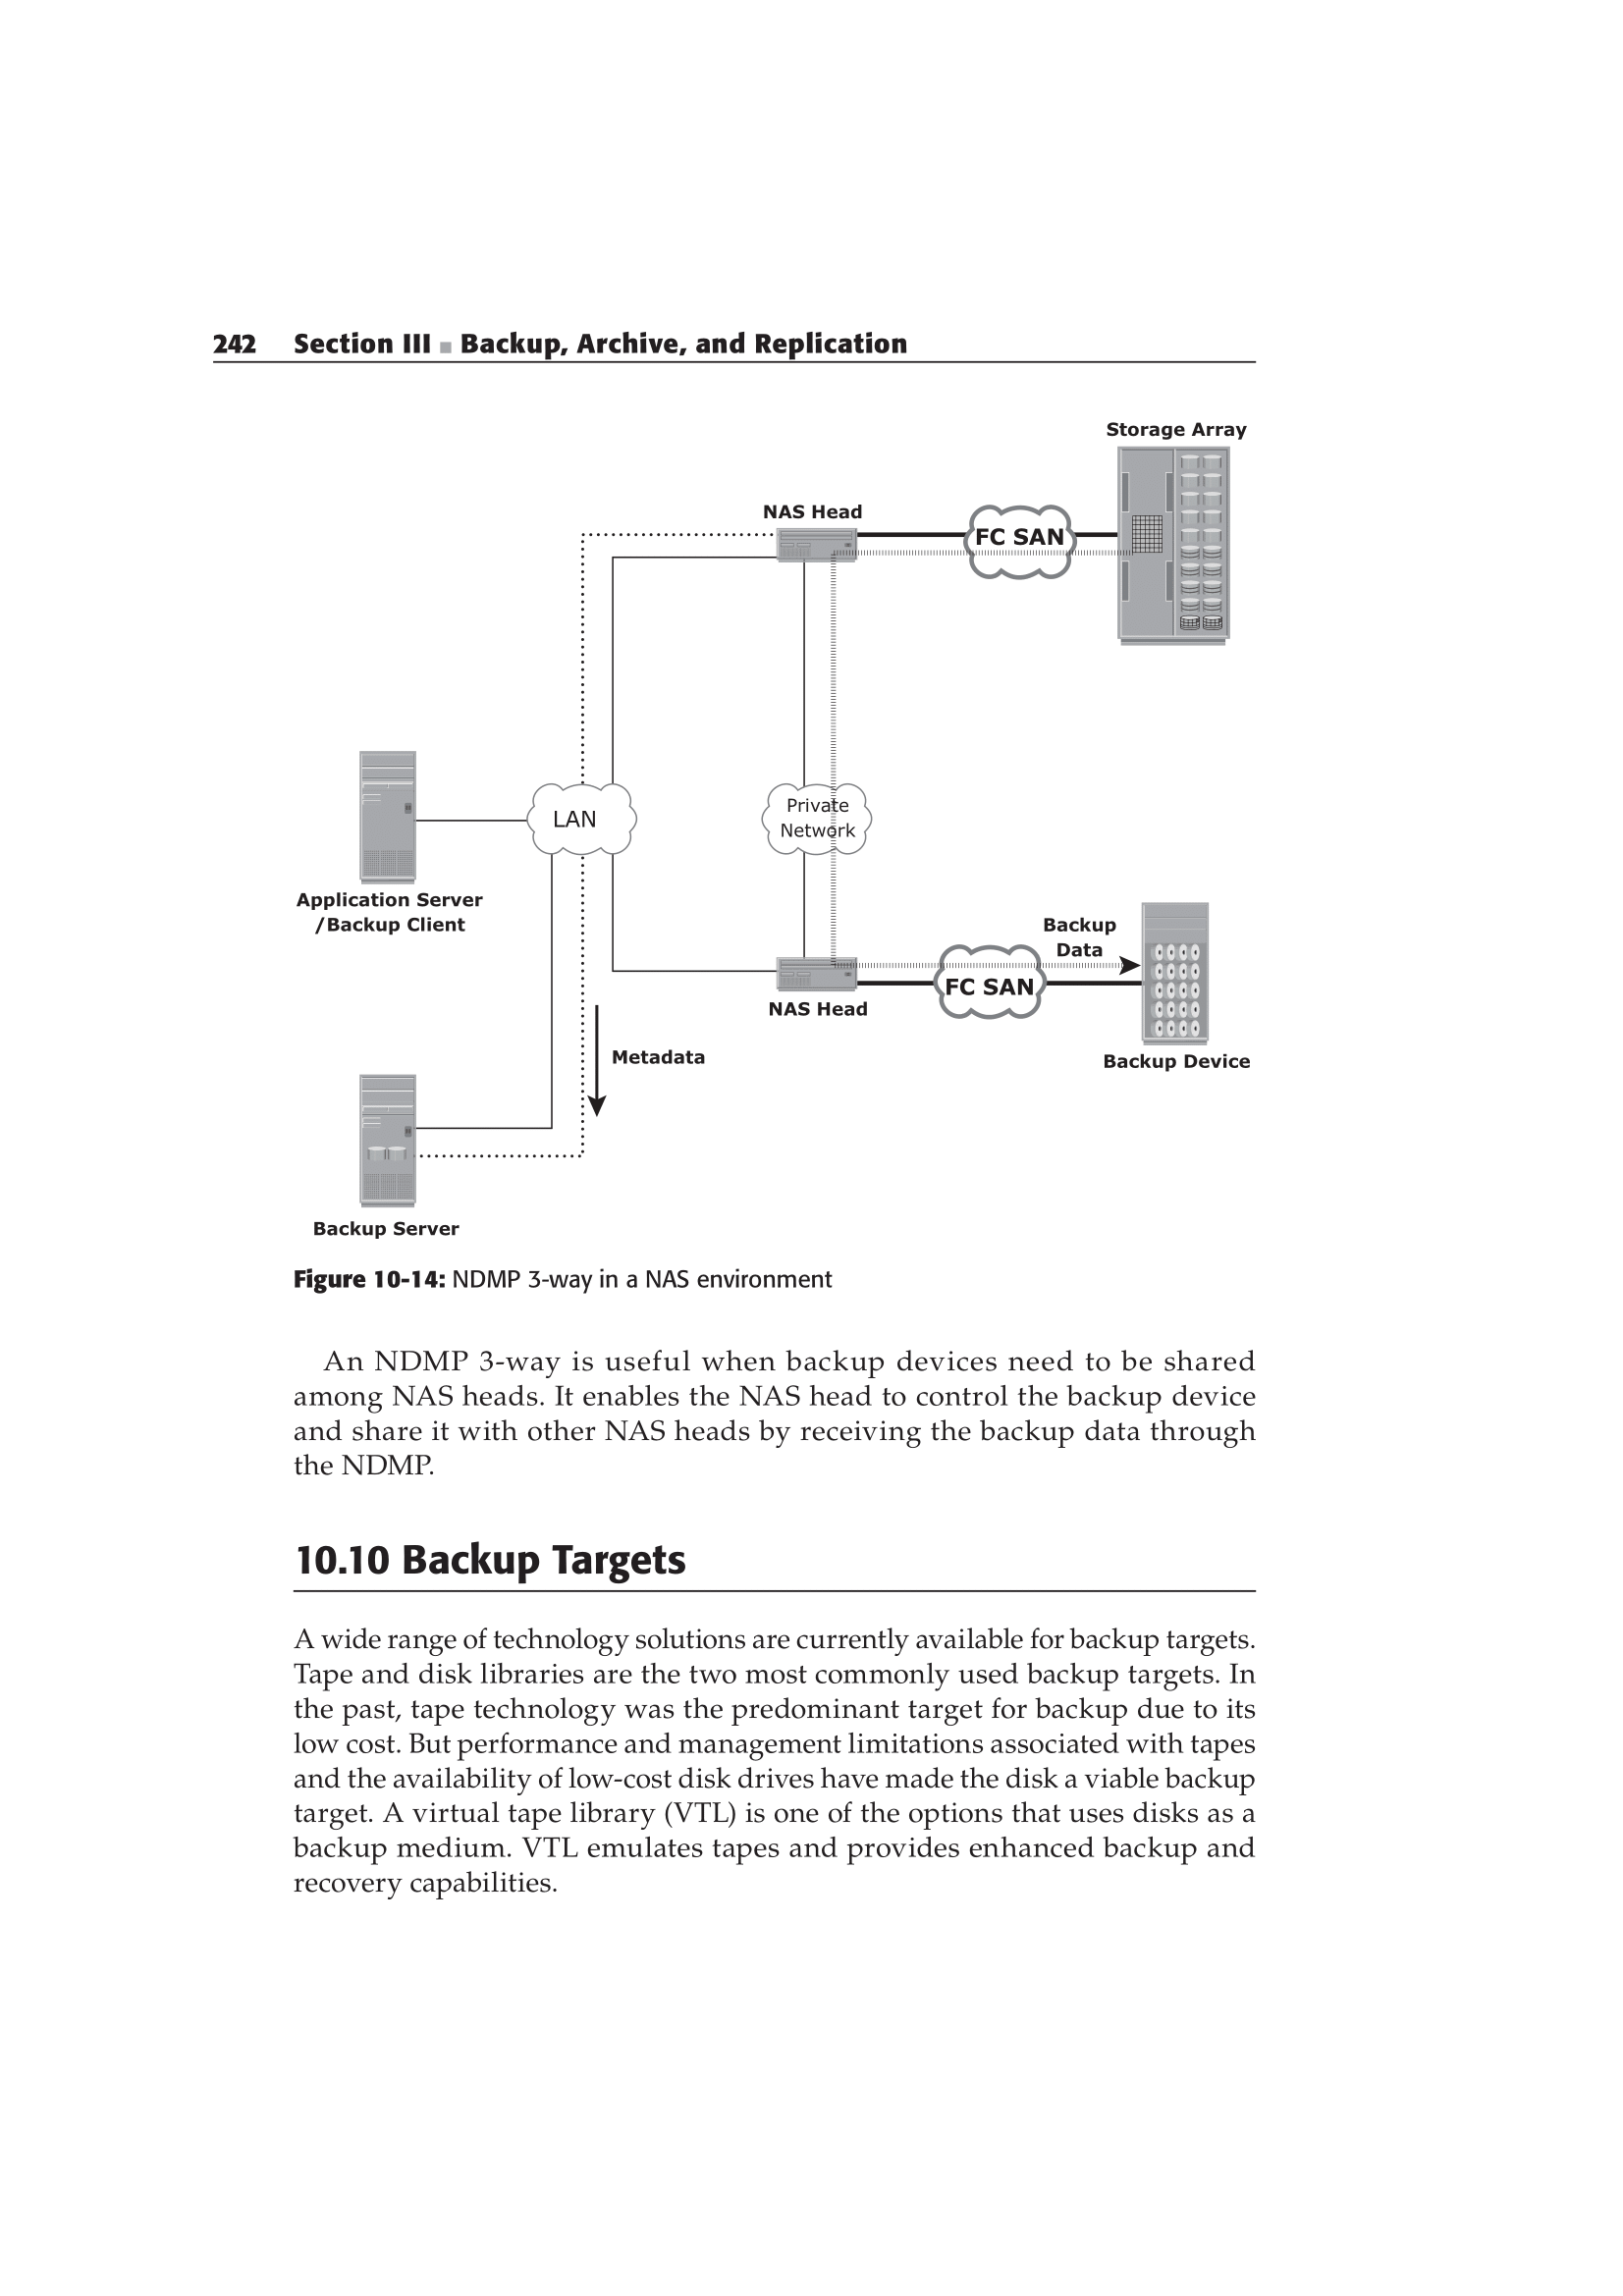 242 Section III ■ Backup, Archive, and Replication
Storage Array
NAS Head
FC SAN
LAN
Private
Network
Application Server
/Backup Client
Backup
Data
FC SAN
NAS Head
Metadata
Backup Device
Backup Server
Figure 10-14: NDMP 3-way in a NAS environment
An NDMP 3-way is useful when backup devices need to be shared
among NAS heads. It enables the NAS head to control the backup device
and share it with other NAS heads by receiving the backup data through
the NDMP.
10.10 Backup Targets
A wide range of technology solutions are currently available for backup targets.
Tape and disk libraries are the two most commonly used backup targets. In
the past, tape technology was the predominant target for backup due to its
low cost. But performance and management limitations associated with tapes
and the availability of low-cost disk drives have made the disk a viable backup
target. A virtual tape library (VTL) is one of the options that uses disks as a
backup medium. VTL emulates tapes and provides enhanced backup and
recovery capabilities.